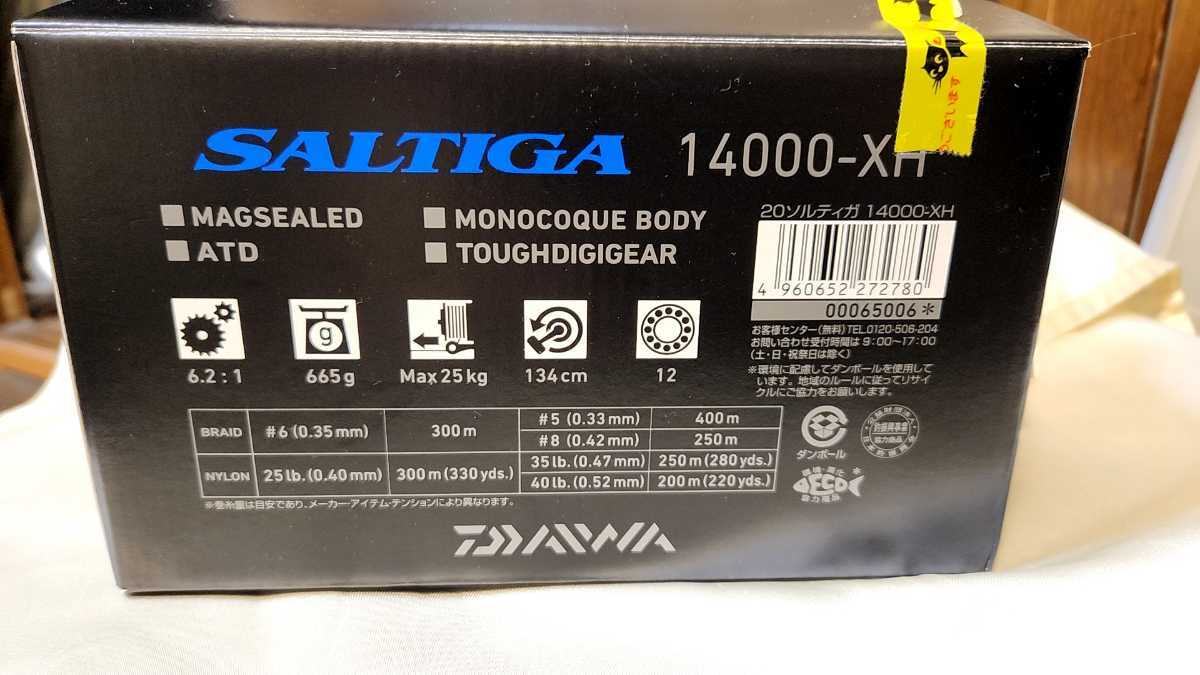 SALTIGA 14000-XH
ございます
MAGSEALED
MONOCOQUE BODY
ATD
TOUGHDIGIGEAR
20ソルティガ 14000-XH
4 960652 272780
00065006*
お客様センター(無料)TEL.0120-506-204
お問い合わせ受付時間は 9:00〜17:00
(土・日・祝祭日は除く)
※環境に配慮してダンボールを使用して
います。地域のルールに従ってリサイ
クルにご協力をお願いします。
g
6.2:1
665g
Max 25kg
134cm
12
BRAID #6 (0.35mm) 300m #5 (0.33mm) 400m
#8 (0.42mm) 250m
NYLON 25lb.(0.40mm) 300m(330yds.) 35lb.(0.47mm) 250m(280yds.)
40lb.(0.52mm) 200m(220yds.)
※巻糸量は目安であり、メーカー・アイテム・テンションにより異なります。
ダンボール
協力商品
DAIWA